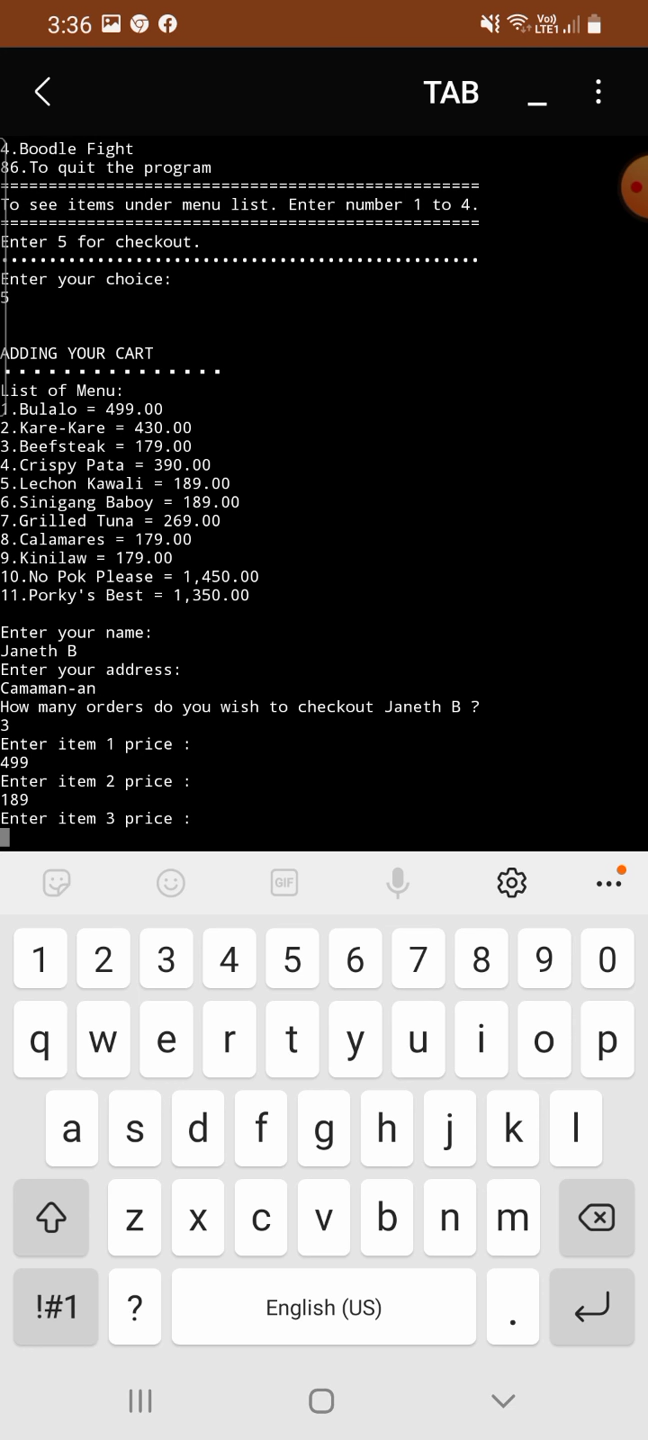 3:36
Vo))
LTE1
TAB
4.Boodle Fight
86.To quit the program
==================================================
To see items under menu list. Enter number 1 to 4.
==================================================
Enter 5 for checkout.
Enter your choice:
5
ADDING YOUR CART
List of Menu:
1.Bulalo = 499.00
2.Kare-Kare = 430.00
3.Beefsteak = 179.00
4.Crispy Pata = 390.00
5.Lechon Kawali = 189.00
6.Sinigang Baboy = 189.00
7.Grilled Tuna = 269.00
8.Calamares = 179.00
9.Kinilaw = 179.00
10.No Pok Please = 1,450.00
11.Porky's Best = 1,350.00
Enter your name:
Janeth B
Enter your address:
Camaman-an
How many orders do you wish to checkout Janeth B ?
3
Enter item 1 price :
499
Enter item 2 price :
189
Enter item 3 price :
GIF
1 2 3 4 5 6 7 8 9 0
q w e r t y u i o p
a s d f g h j k l
z x c v b n m
!#1 ? English (US) .